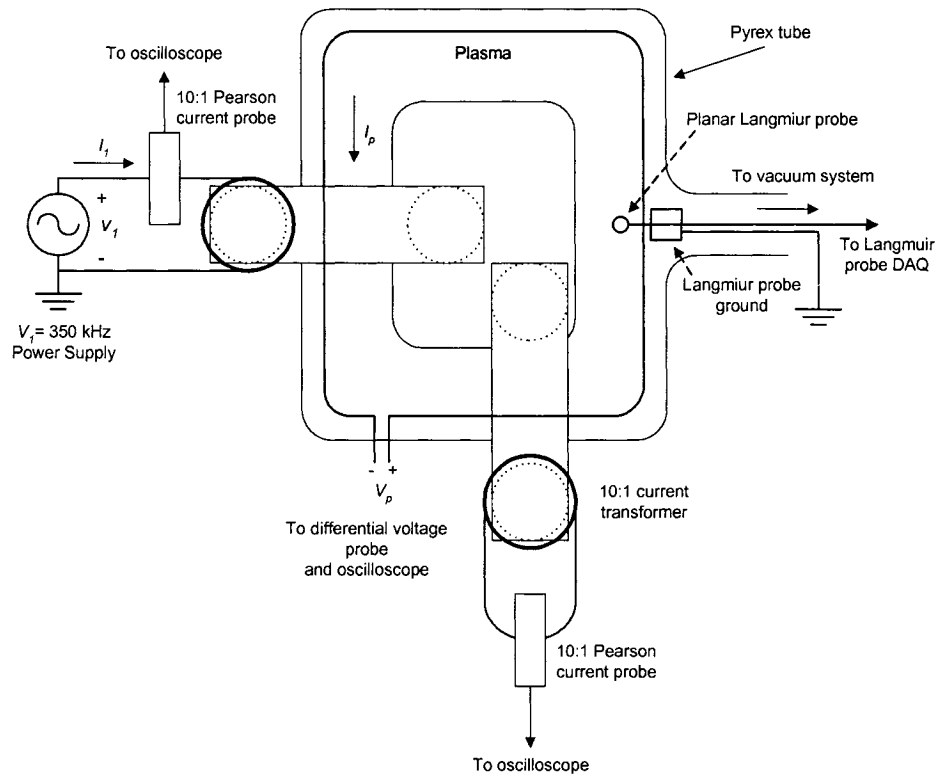 To oscilloscope
10:1 Pearson
current probe
I1
+
v1
-
V1= 350 kHz
Power Supply
Plasma
Ip
Pyrex tube
Planar Langmiur probe
To vacuum system
To Langmuir
probe DAQ
Langmiur probe
ground
- +
Vp
To differential voltage
probe
and oscilloscope
10:1 current
transformer
10:1 Pearson
current probe
To oscilloscope